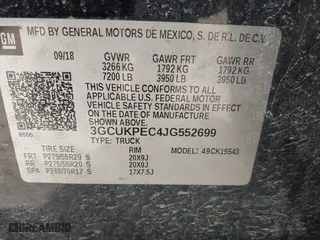 GM
MFD BY GENERAL MOTORS DE MEXICO, S. DE R.L. DE C.V.
09/18 GVWR GAWR FRT GAWR RR
3266 KG 1792 KG 1792 KG
7200 LB 3950 LB 3950 LB
THIS VEHICLE CONFORMS TO ALL
APPLICABLE U.S. FEDERAL MOTOR
VEHICLE SAFETY STANDARDS IN
EFFECT ON THE DATE OF
MANUFACTURE SHOWN ABOVE.
3GCUKPEC4JG552699
TYPE: TRUCK
TIRE SIZE RIM MODEL: 49CK15543
FRT P275/55R20 S 20X9J
RR P275/55R20 S 20X9J
SPA P265/70R17 S 17X7.5J